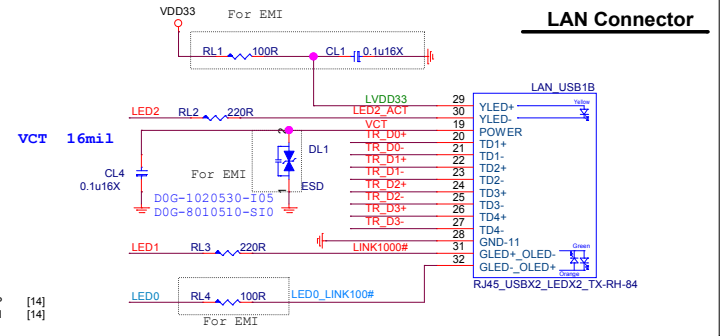 LAN Connector
VDD33
For EMI
RL1 100R CL1 0.1u16X
LAN_USB1B
LVDD33 29 YLED+ Yellow
LED2 RL2 220R LED2_ACT 30 YLED-
VCT 19 POWER
TR_D0+ 20 TD1+
TR_D0- 21 TD1-
TR_D1+ 22 TD2+
TR_D1- 23 TD2-
TR_D2+ 24 TD3+
TR_D2- 25 TD3-
TR_D3+ 26 TD4+
TR_D3- 27 TD4-
28 GND-11
VCT 16mil
2
DL1
CL4
0.1u16X
For EMI
1 ESD
D0G-1020530-I05
D0G-8010510-SI0
LED1 RL3 220R LINK1000# 31 GLED+_OLED- Green
32 GLED-_OLED+ Orange
RJ45_USBX2_LEDX2_TX-RH-84
LED0 RL4 100R LED0_LINK100#
For EMI
[14]
[14]